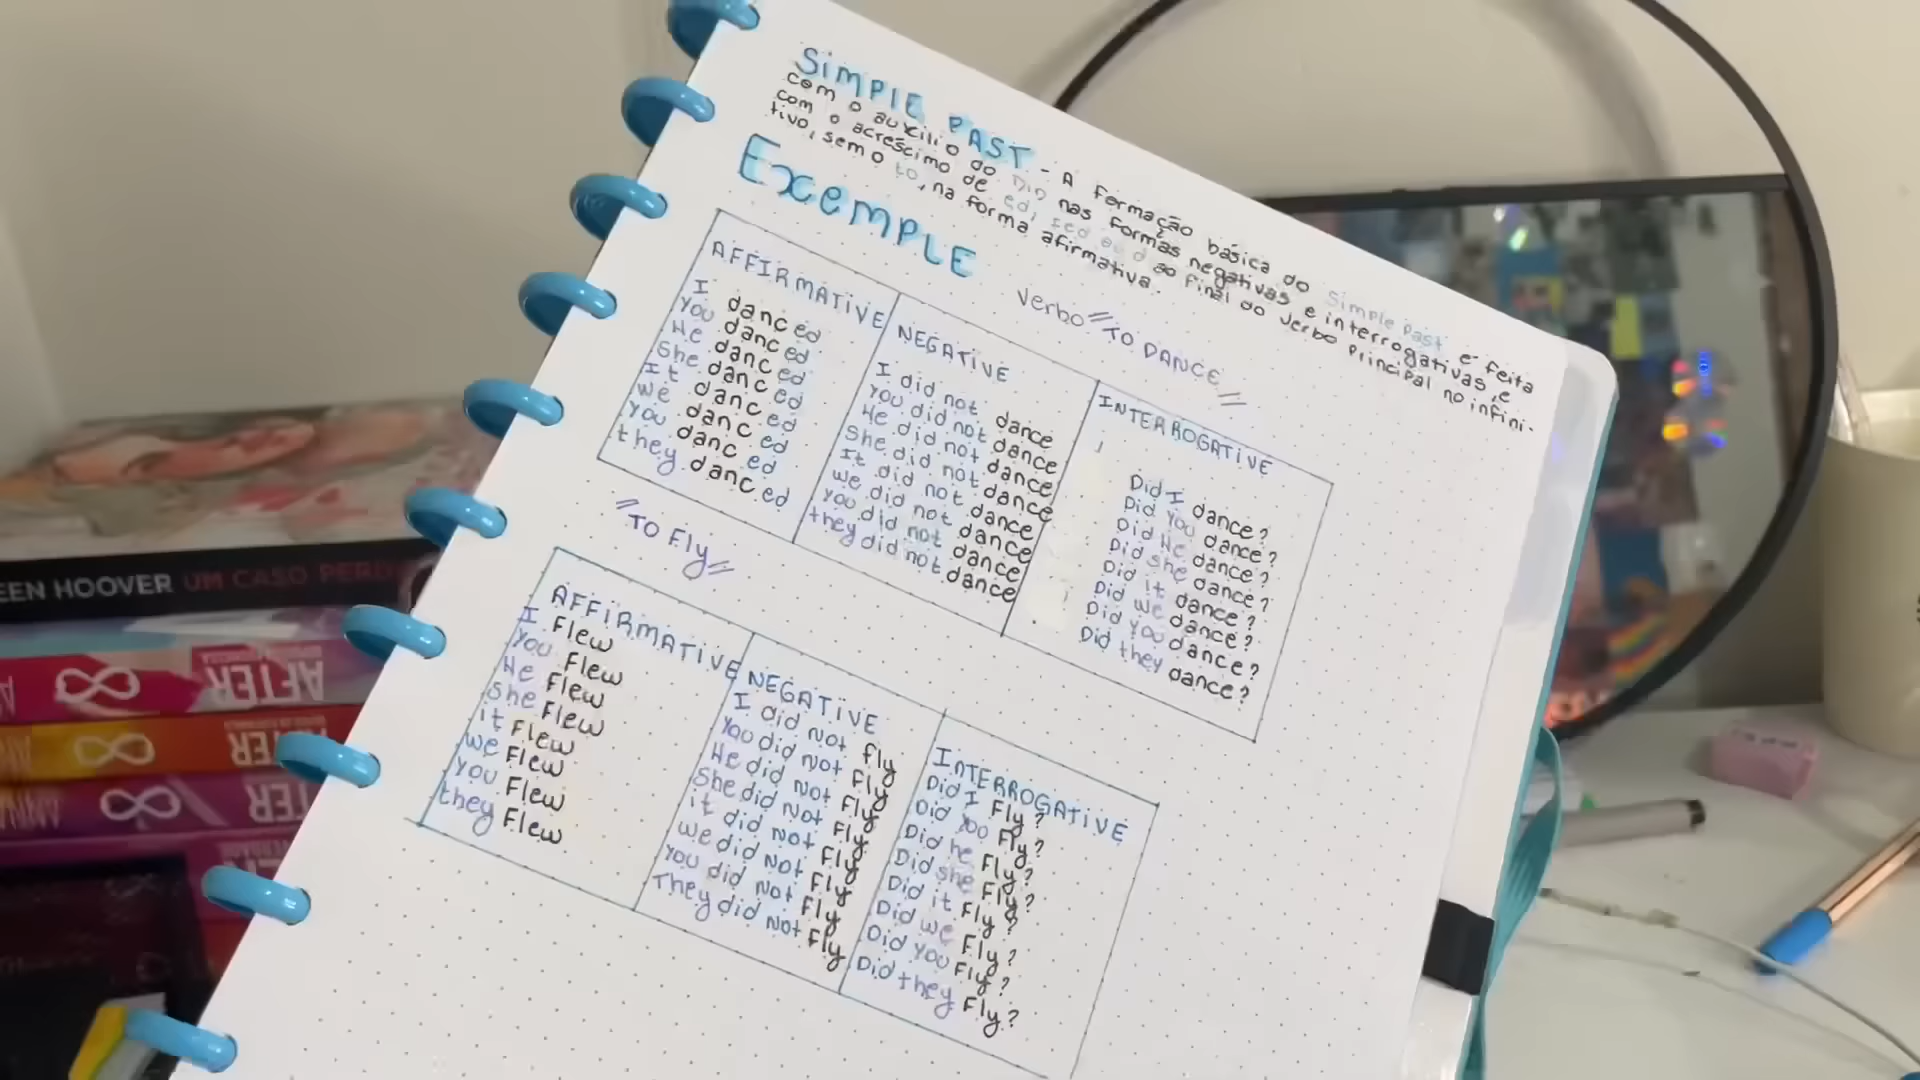 SIMPLE PAST - A formação básica do simple past é feita
com o auxílio do DID nas formas negativas e interrogativas, e
com o acréscimo de ed, ied ou d ao final do verbo principal no infini-
tivo, sem o to, na forma afirmativa.
EXEMPLE
verbo "TO DANCE"
AFFIRMATIVE
I danced
You danced
He danced
She danced
It danced
we danced
you danced
they danced
NEGATIVE
I did not dance
You did not dance
He did not dance
She did not dance
It did not dance
we did not dance
you did not dance
they did not dance
INTERROGATIVE
Did I dance?
Did You dance?
Did He dance?
Did she dance?
Did it dance?
Did we dance?
Did you dance?
Did they dance?
"TO Fly"
AFFIRMATIVE
I Flew
You Flew
He Flew
She Flew
it Flew
we Flew
you Flew
they Flew
NEGATIVE
I did not fly
You did not Fly
He did not Fly
She did not Fly
it did not Fly
we did not Fly
you did not Fly
They did not Fly
INTERROGATIVE
Did I Fly?
Did you Fly?
Did he Fly?
Did she Fly?
Did it Fly?
Did we Fly?
Did you Fly?
Did they Fly?
EEN HOOVER UM CASO PERD
AFTER
AFTER
ANNA
TER